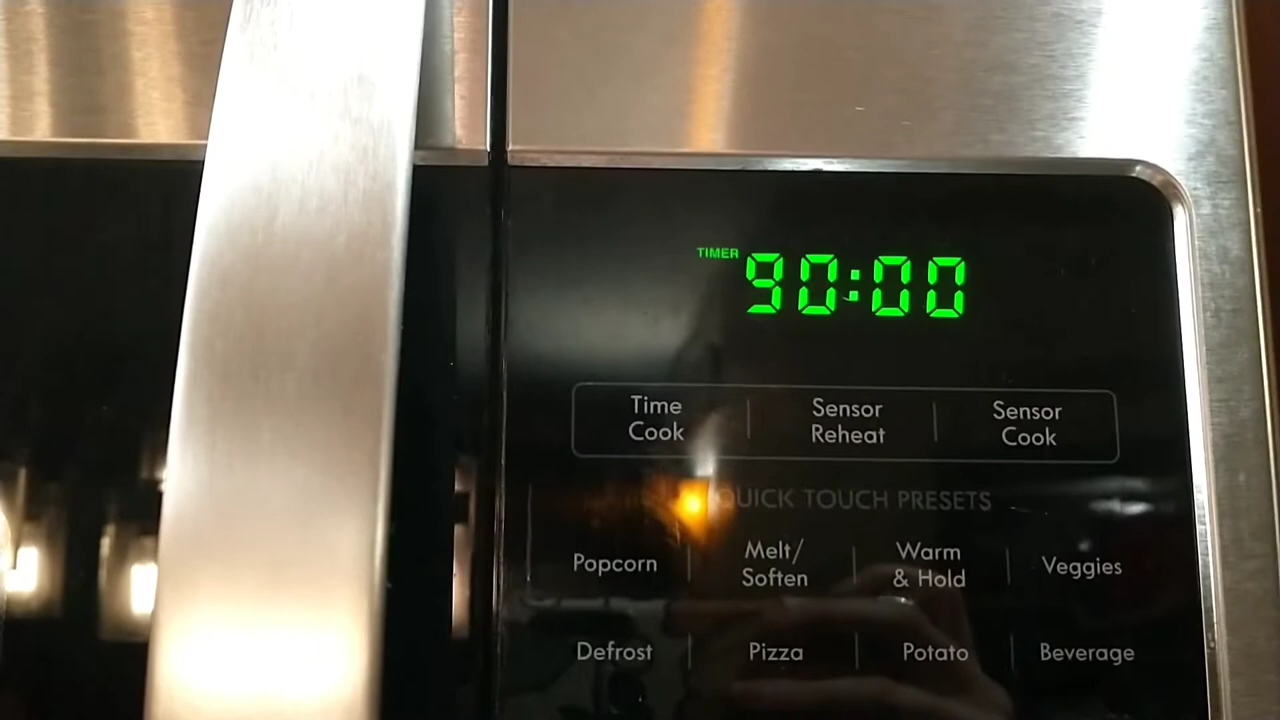 TIMER 90:00
Time Cook
Sensor Reheat
Sensor Cook
QUICK TOUCH PRESETS
Popcorn
Melt/ Soften
Warm & Hold
Veggies
Defrost
Pizza
Potato
Beverage